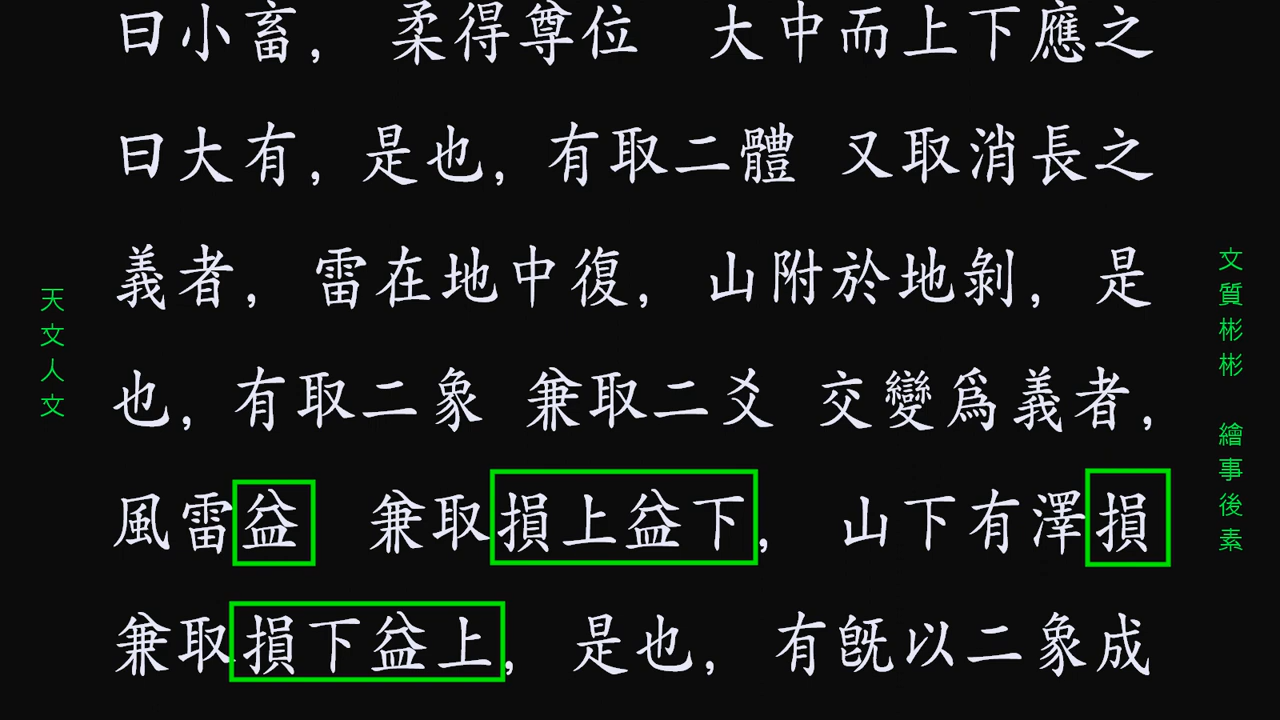 曰小畜， 柔得尊位 大中而上下應之
曰大有，是也，有取二體 又取消長之
義者， 雷在地中復， 山附於地剝， 是
也，有取二象 兼取二爻 交變爲義者，
風雷益 兼取損上益下， 山下有澤損
兼取損下益上， 是也， 有旣以二象成
天文人文
文質彬彬 繪事後素